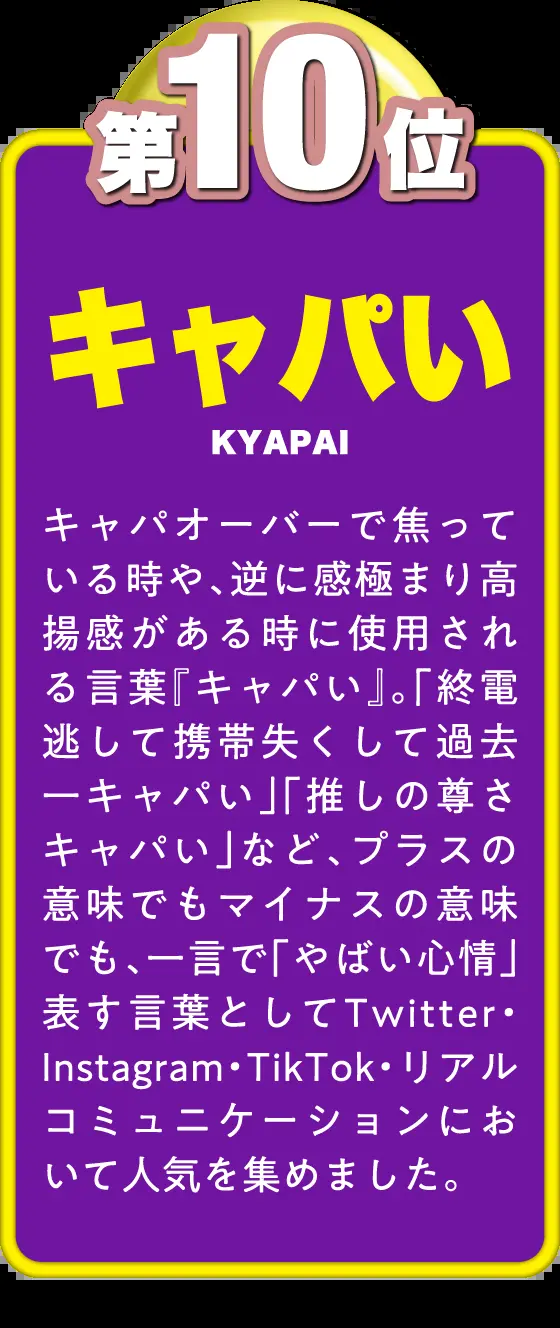 第10位
キャパい
KYAPAI
キャパオーバーで焦って
いる時や、逆に感極まり高
揚感がある時に使用され
る言葉『キャパい』。「終電
逃して携帯失くして過去
一キャパい」「推しの尊さ
キャパい」など、プラスの
意味でもマイナスの意味
でも、一言で「やばい心情」
表す言葉としてTwitter・
Instagram・TikTok・リアル
コミュニケーションにお
いて人気を集めました。